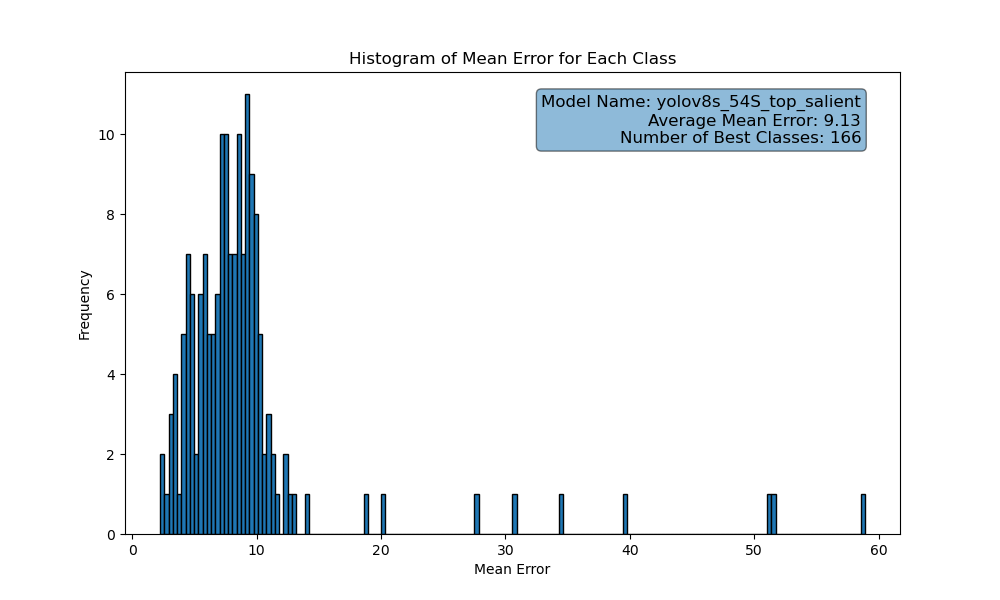 Histogram of Mean Error for Each Class
Model Name: yolov8s_54S_top_salient
Average Mean Error: 9.13
Number of Best Classes: 166
10
8
6
4
2
0
Frequency
0 10 20 30 40 50 60
Mean Error